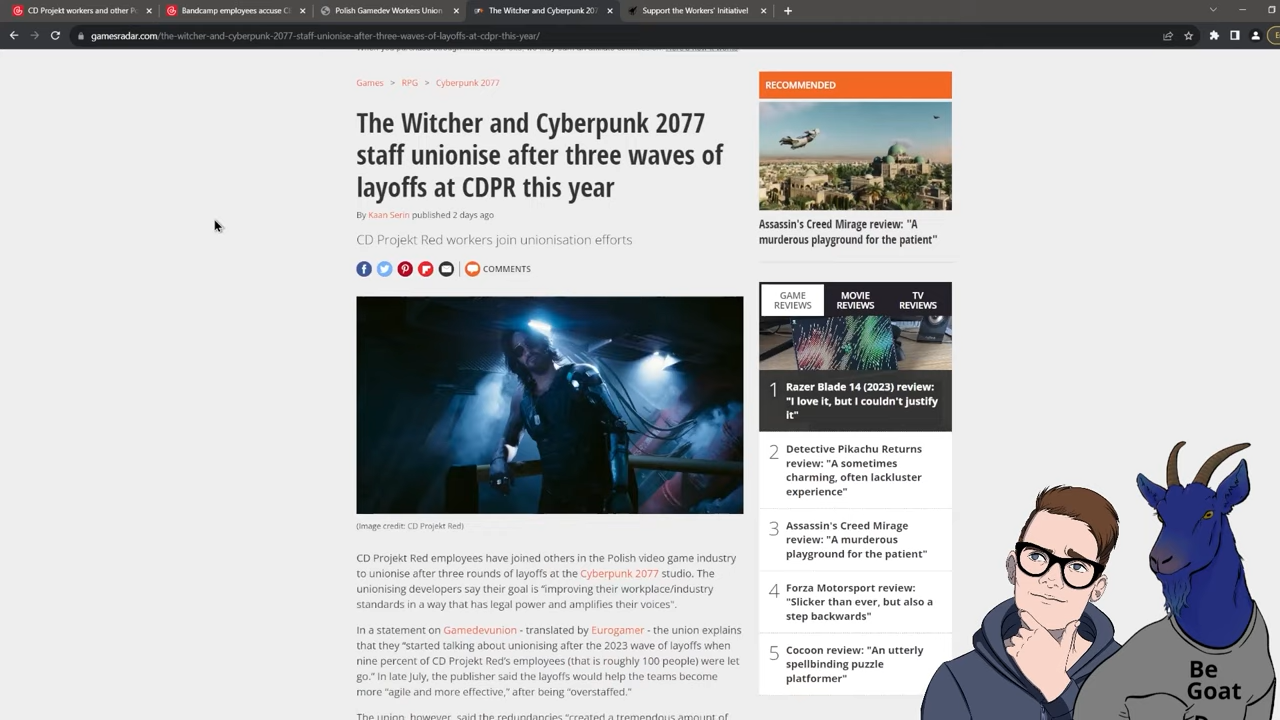 CD Projekt Red workers and other Po
Bandcamp employees accuse C
Polish Gamedev Workers Union
The Witcher and Cyberpunk 207
Support the Workers' Initiative!
gamesradar.com/the-witcher-and-cyberpunk-2077-staff-unionise-after-three-waves-of-layoffs-at-cdpr-this-year/
Games > RPG > Cyberpunk 2077
The Witcher and Cyberpunk 2077
staff unionise after three waves of
layoffs at CDPR this year
By Kaan Serin published 2 days ago
CD Projekt Red workers join unionisation efforts
COMMENTS
(Image credit: CD Projekt Red)
CD Projekt Red employees have joined others in the Polish video game industry
to unionise after three rounds of layoffs at the Cyberpunk 2077 studio. The
unionising developers say their goal is "improving their workplace/industry
standards in a way that has legal power and amplifies their voices".
In a statement on Gamedevunion - translated by Eurogamer - the union explains
that they "started talking about unionising after the 2023 wave of layoffs when
nine percent of CD Projekt Red's employees (that is roughly 100 people) were let
go." In late July, the publisher said the layoffs would help the teams become
more "agile and more effective," after being "overstaffed."
The union, however, said the redundancies "created a tremendous amount of
RECOMMENDED
Assassin's Creed Mirage review: "A
murderous playground for the patient"
GAME
REVIEWS
MOVIE
REVIEWS
TV
REVIEWS
1 Razer Blade 14 (2023) review:
"I love it, but I couldn't justify
it"
2 Detective Pikachu Returns
review: "A sometimes
charming, often lackluster
experience"
3 Assassin's Creed Mirage
review: "A murderous
playground for the patient"
4 Forza Motorsport review:
"Slicker than ever, but also a
step backwards"
5 Cocoon review: "An utterly
spellbinding puzzle
platformer"
Be
Goat